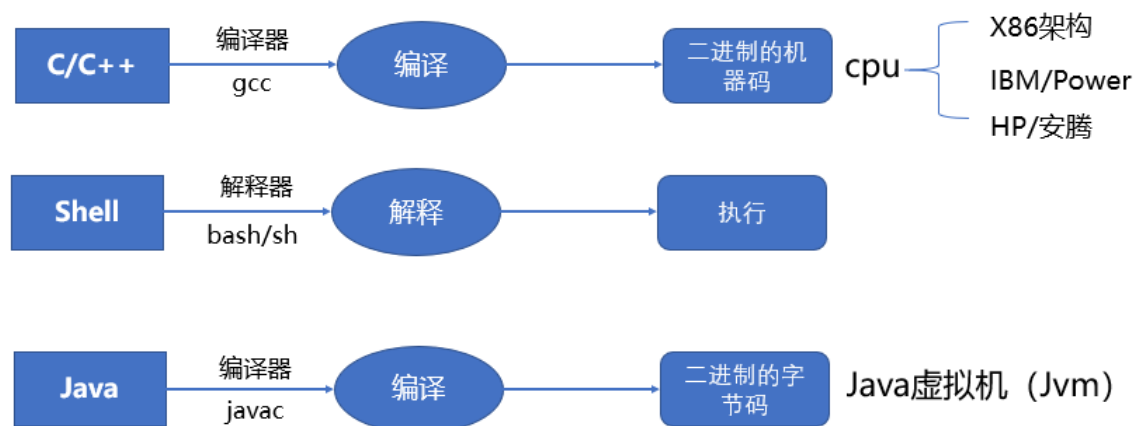 C/C++
编译器
gcc
编译
二进制的机
器码
cpu
X86架构
IBM/Power
HP/安腾
Shell
解释器
bash/sh
解释
执行
Java
编译器
javac
编译
二进制的字
节码
Java虚拟机（Jvm）